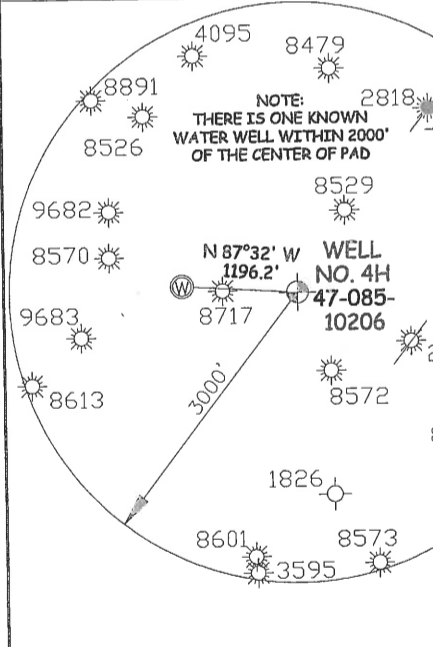 4095
8479
8891
2818
NOTE:
THERE IS ONE KNOWN
WATER WELL WITHIN 2000'
OF THE CENTER OF PAD
8526
8529
9682
8570
N 87°32' W
1196.2'
WELL
NO. 4H
47-085-
10206
W
8717
9683
8613
3000'
8572
1826
8601
3595
8573